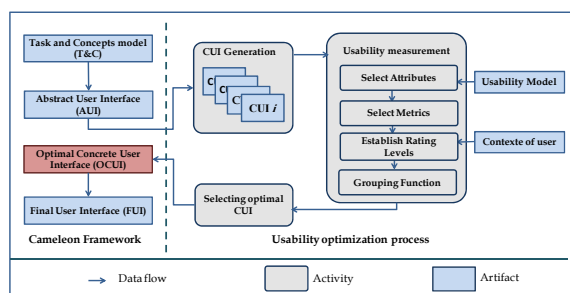 Task and Concepts model
(T&C)
Abstract User Interface
(AUI)
Optimal Concrete User
Interface (OCUI)
Final User Interface (FUI)
Cameleon Framework
CUI Generation
CU
C
C
CUI i
Usability measurement
Select Attributes
Select Metrics
Establish Rating
Levels
Grouping Function
Usability Model
Contexte of user
Selecting optimal
CUI
Usability optimization process
Data flow
Activity
Artifact